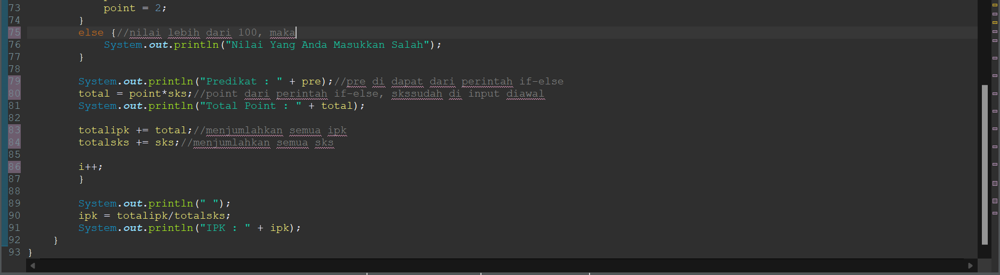 73 point = 2;
74 }
75 else {//nilai lebih dari 100, maka
76 System.out.println("Nilai Yang Anda Masukkan Salah");
77 }
78
79 System.out.println("Predikat : " + pre);//pre di dapat dari perintah if-else
80 total = point*sks;//point dari perintah if-else, skssudah di input diawal
81 System.out.println("Total Point : " + total);
82
83 totalipk += total;//menjumlahkan semua ipk
84 totalsks += sks;//menjumlahkan semua sks
85
86 i++;
87 }
88
89 System.out.println(" ");
90 ipk = totalipk/totalsks;
91 System.out.println("IPK : " + ipk);
92 }
93 }